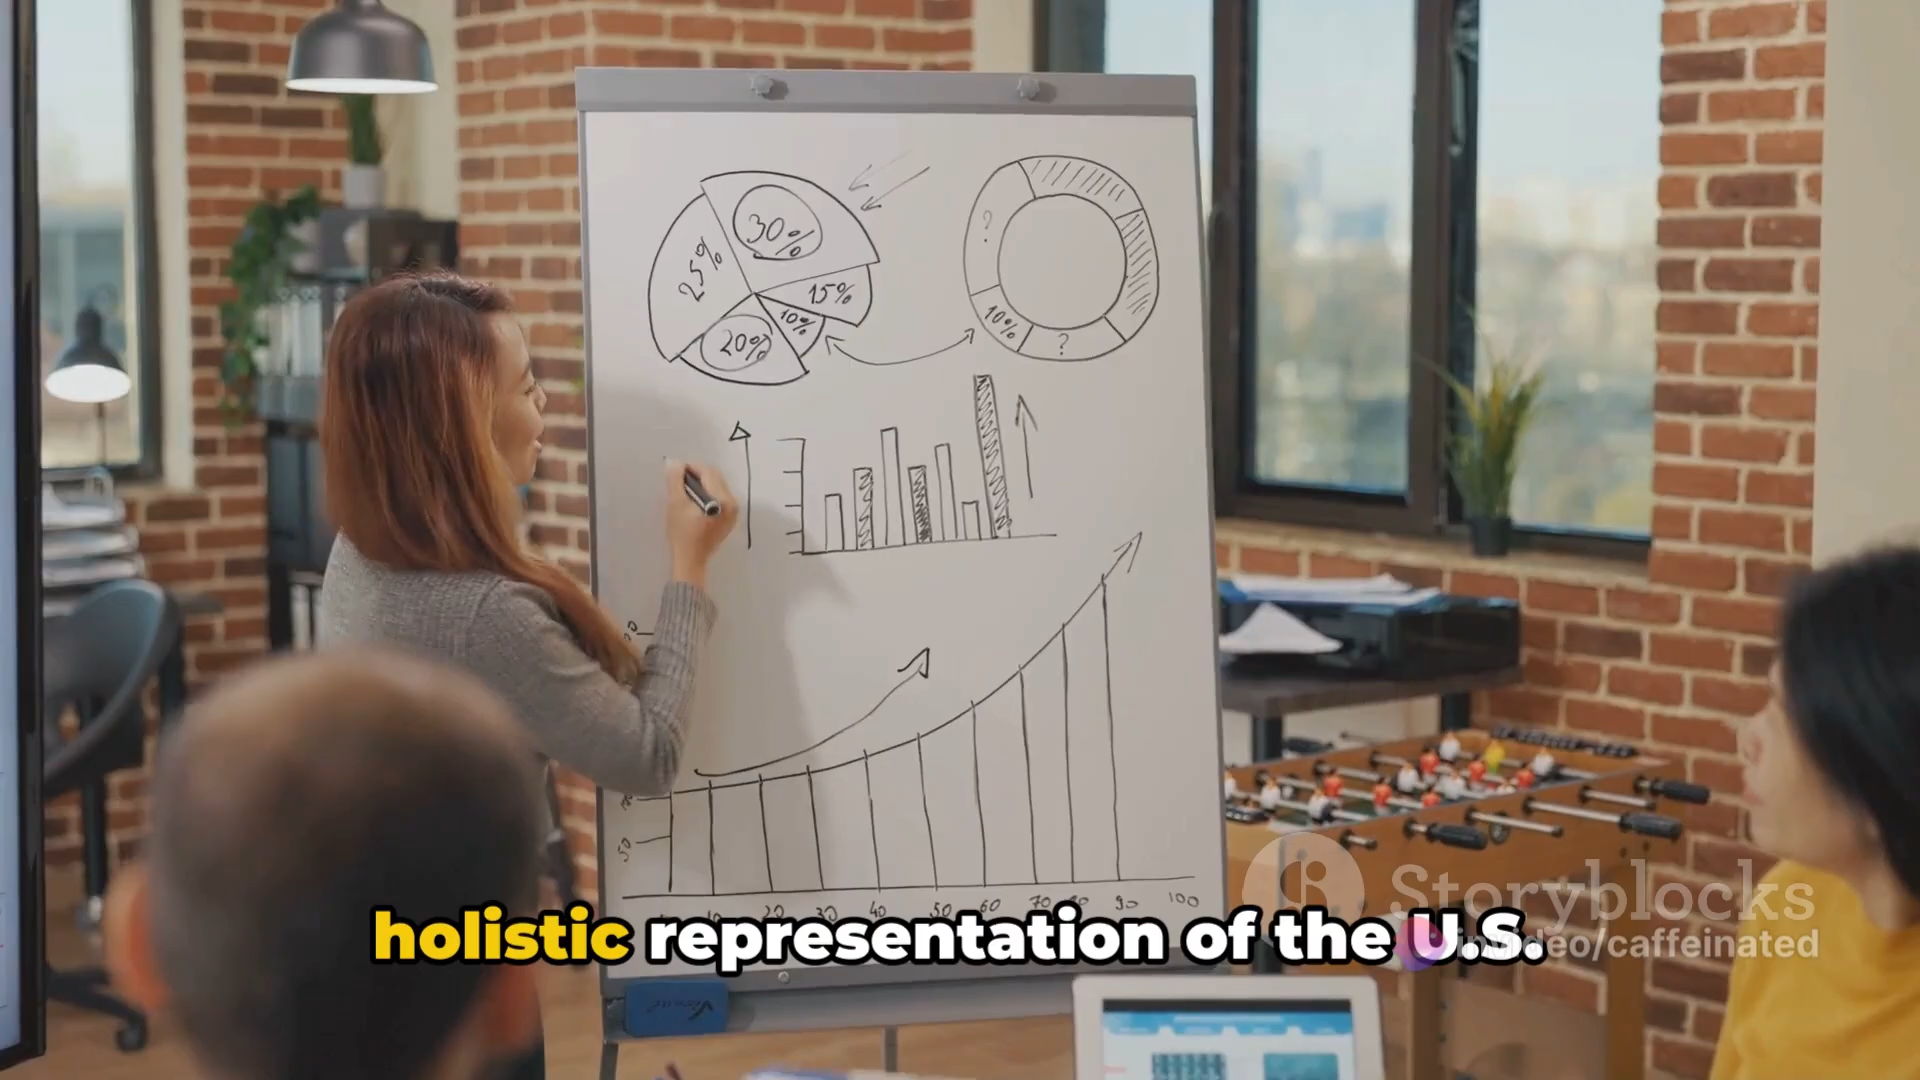 30%
25%
15%
10%
20%
?
10%
?
50
10 20 30 40 50 60 70 80 90 100
holistic representation of the U.S.
Storyblocks
invideo/caffeinated